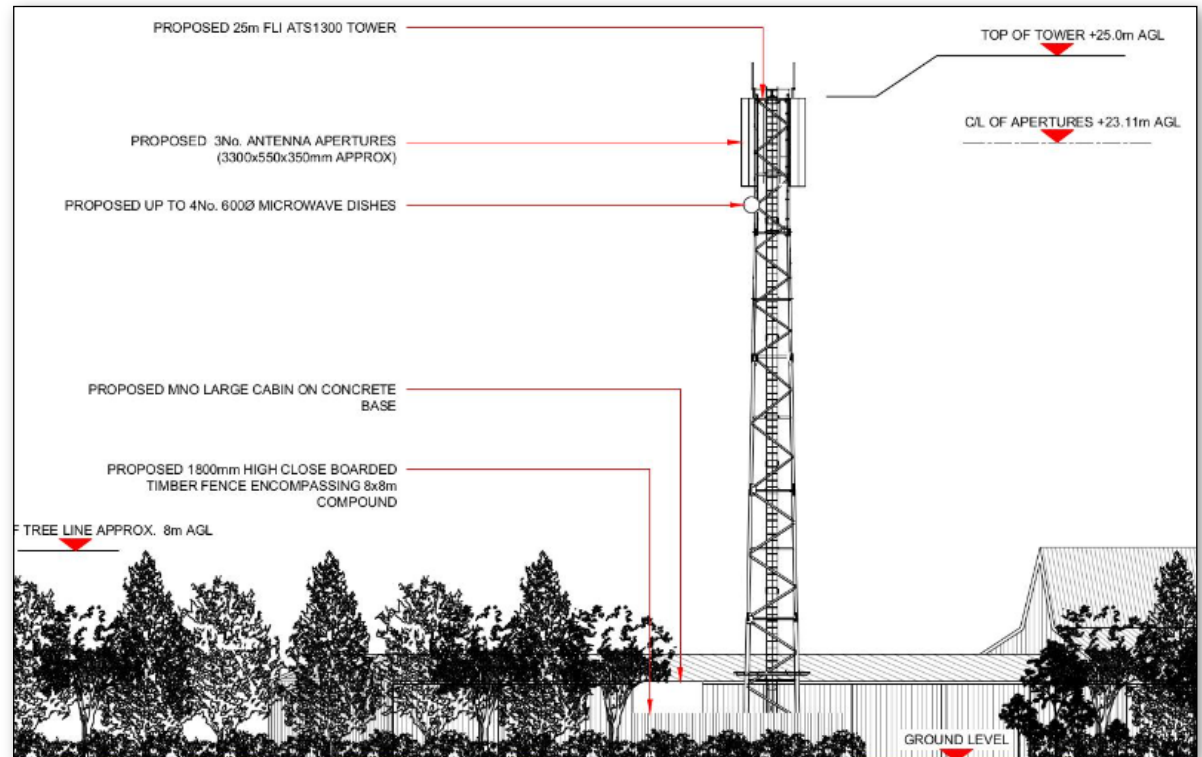 PROPOSED 25m FLI ATS1300 TOWER
TOP OF TOWER +25.0m AGL
C/L OF APERTURES +23.11m AGL
PROPOSED 3No. ANTENNA APERTURES
(3300x550x350mm APPROX)
PROPOSED UP TO 4No. 600Ø MICROWAVE DISHES
PROPOSED MNO LARGE CABIN ON CONCRETE
BASE
PROPOSED 1800mm HIGH CLOSE BOARDED
TIMBER FENCE ENCOMPASSING 8x8m
COMPOUND
F TREE LINE APPROX. 8m AGL
GROUND LEVEL